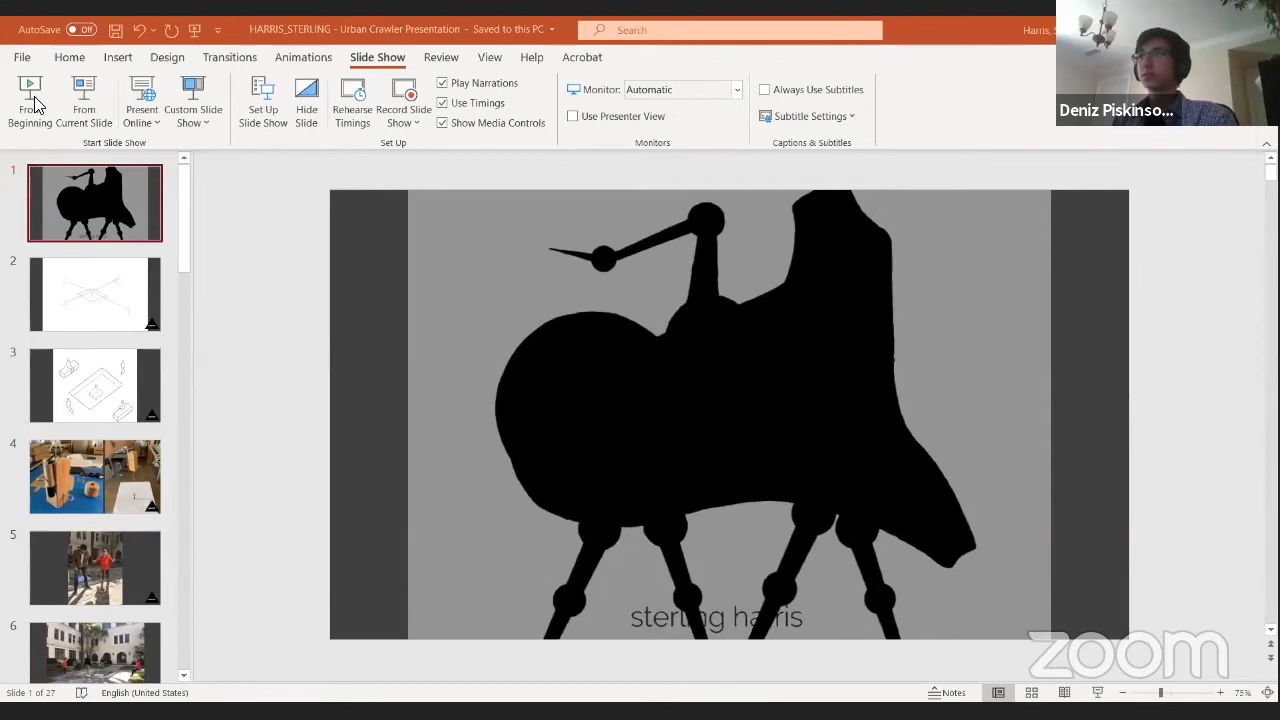 AutoSave Off HARRIS_STERLING - Urban Crawler Presentation - Saved to this PC Search Harris, S
File Home Insert Design Transitions Animations Slide Show Review View Help Acrobat
From Beginning
From Current Slide
Present Online
Custom Slide Show
Set Up Slide Show
Hide Slide
Rehearse Timings
Record Slide Show
Play Narrations
Use Timings
Show Media Controls
Monitor: Automatic
Use Presenter View
Always Use Subtitles
Subtitle Settings
Start Slide Show Set Up Monitors Captions & Subtitles
Deniz Piskinso...
1
2
3
4
5
6
sterling harris
zoom
Slide 1 of 27 English (United States) Notes 75%